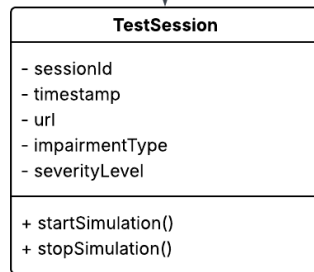 TestSession
- sessionId
- timestamp
- url
- impairmentType
- severityLevel
+ startSimulation()
+ stopSimulation()